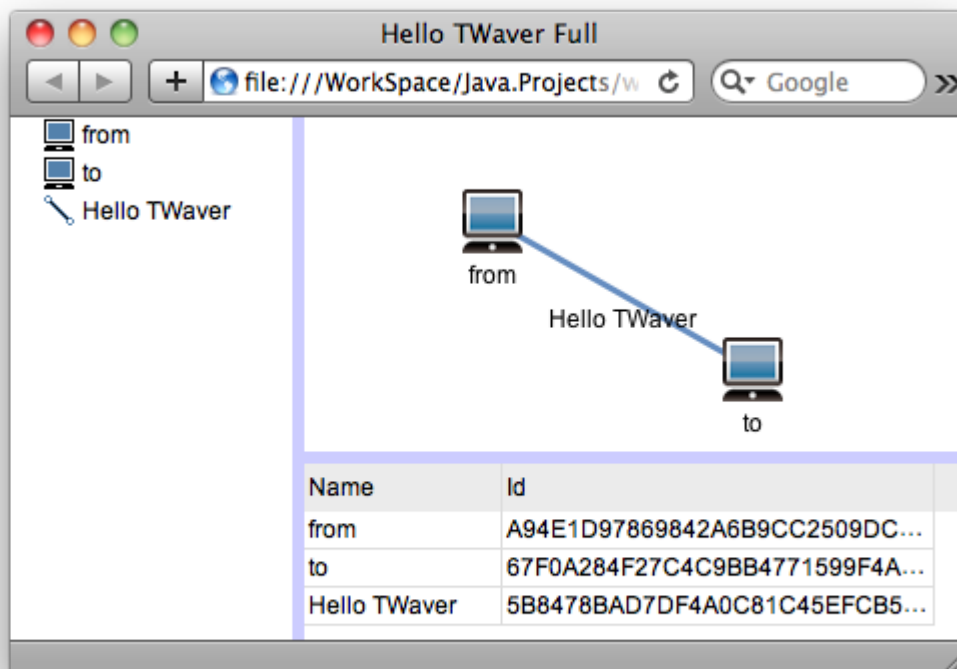 Hello TWaver Full
+ file:///WorkSpace/Java.Projects/w Google »
from
to
Hello TWaver
from
Hello TWaver
to
Name Id
from A94E1D97869842A6B9CC2509DC...
to 67F0A284F27C4C9BB4771599F4A...
Hello TWaver 5B8478BAD7DF4A0C81C45EFCB5...